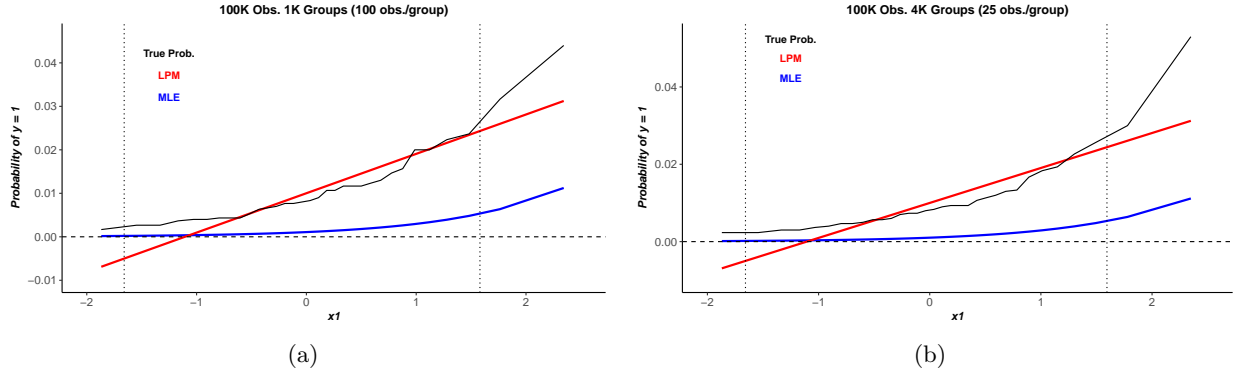 100K Obs. 1K Groups (100 obs./group)
True Prob.
LPM
MLE
Probability of y = 1
0.04
0.03
0.02
0.01
0.00
−0.01
−2
−1
0
1
2
x1
(a)
100K Obs. 4K Groups (25 obs./group)
True Prob.
LPM
MLE
Probability of y = 1
0.04
0.02
0.00
−2
−1
0
1
2
x1
(b)